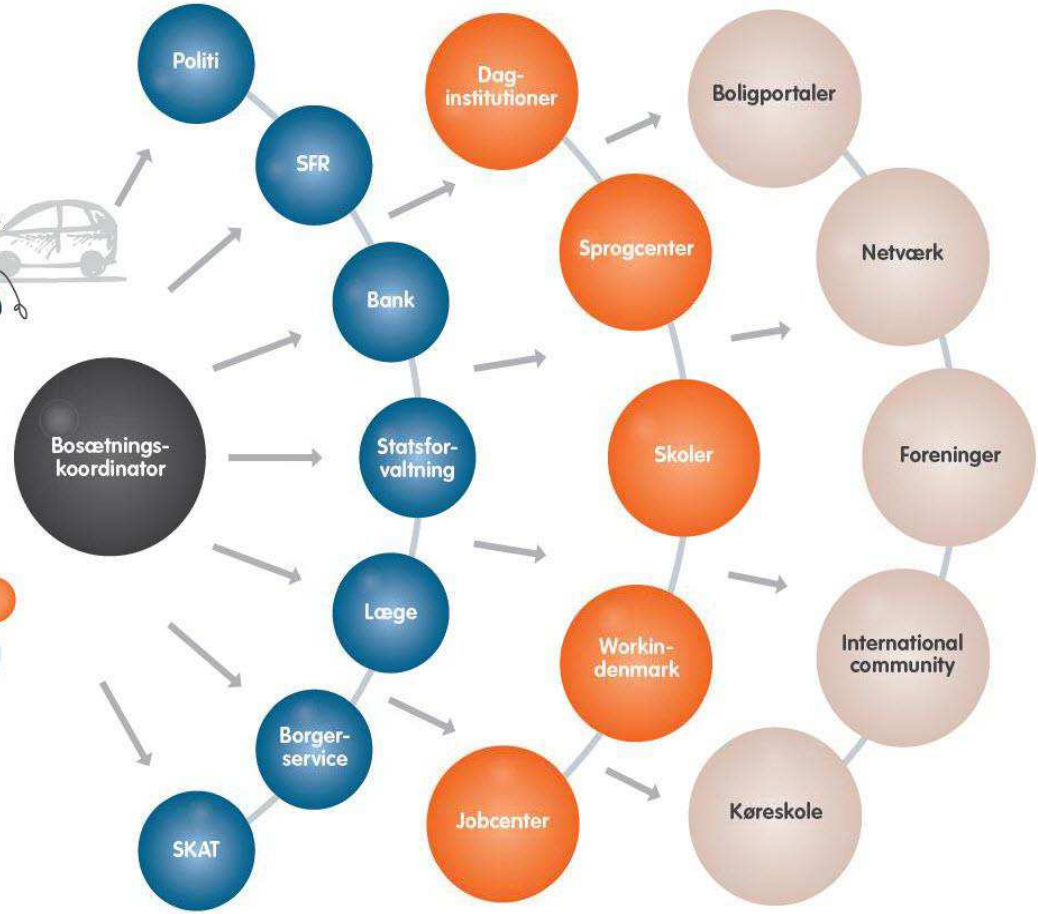 Politi
SFR
Bank
Statsfor-
valtning
Læge
Borger-
service
SKAT
Bosætnings-
koordinator
Dag-
institutioner
Sprogcenter
Skoler
Workin-
denmark
Jobcenter
Boligportaler
Netværk
Foreninger
International
community
Køreskole